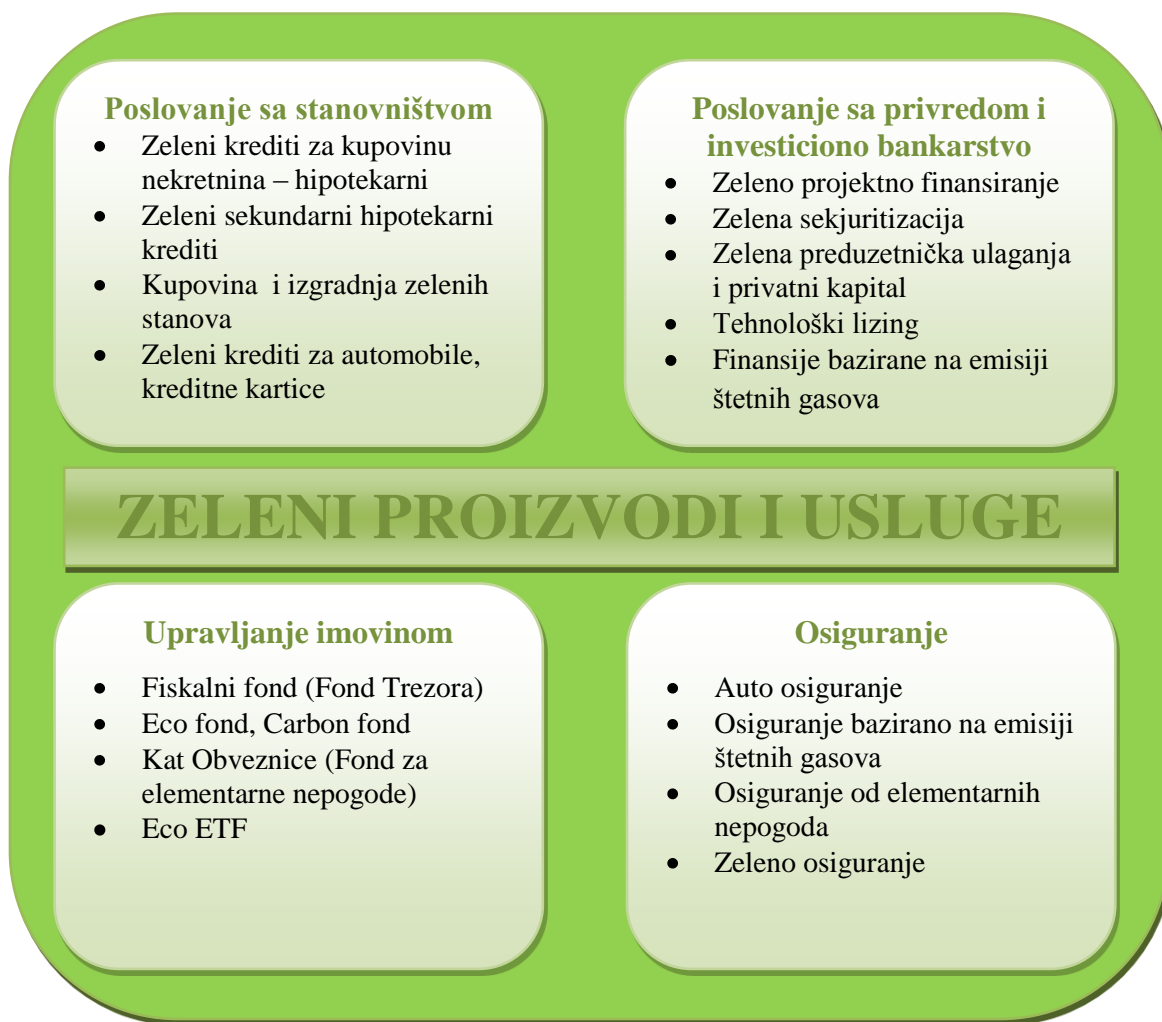 Poslovanje sa stanovništvom
• Zeleni krediti za kupovinu
nekretnina – hipotekarni
• Zeleni sekundarni hipotekarni
krediti
• Kupovina i izgradnja zelenih
stanova
• Zeleni krediti za automobile,
kreditne kartice
Poslovanje sa privredom i
investiciono bankarstvo
• Zeleno projektno finansiranje
• Zelena sekjuritizacija
• Zelena preduzetnička ulaganja
i privatni kapital
• Tehnološki lizing
• Finansije bazirane na emisiji
štetnih gasova
ZELENI PROIZVODI I USLUGE
Upravljanje imovinom
• Fiskalni fond (Fond Trezora)
• Eco fond, Carbon fond
• Kat Obveznice (Fond za
elementarne nepogode)
• Eco ETF
Osiguranje
• Auto osiguranje
• Osiguranje bazirano na emisiji
štetnih gasova
• Osiguranje od elementarnih
nepogoda
• Zeleno osiguranje